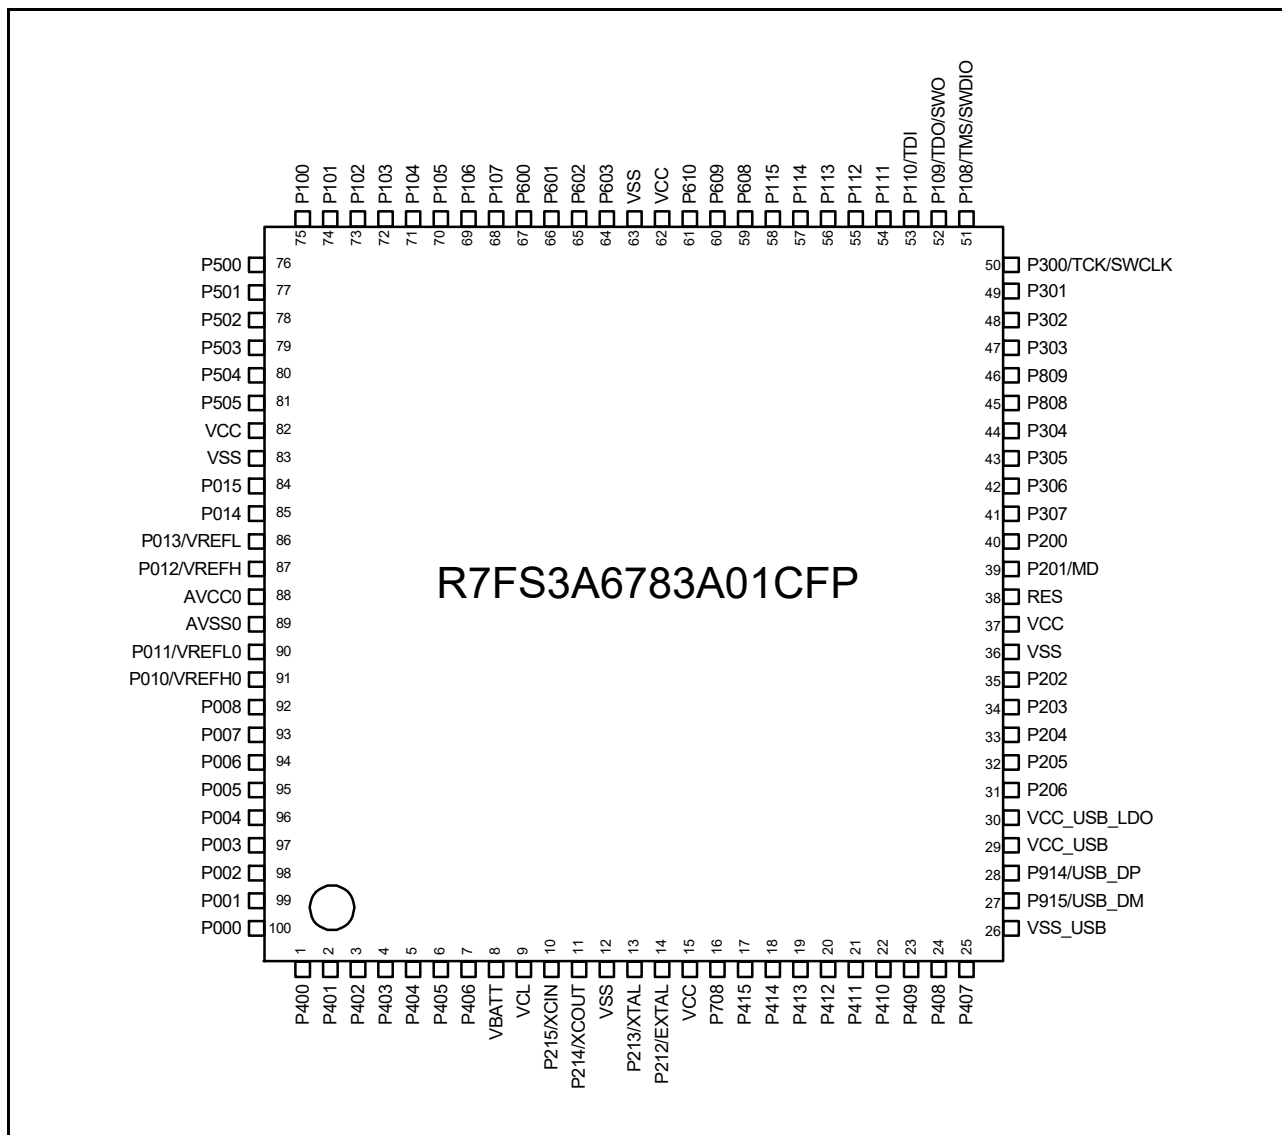 P100
P101
P102
P103
P104
P105
P106
P107
P600
P601
P602
P603
VSS
VCC
P610
P609
P608
P115
P114
P113
P112
P111
P110/TDI
P109/TDO/SWO
P108/TMS/SWDIO
75
74
73
72
71
70
69
68
67
66
65
64
63
62
61
60
59
58
57
56
55
54
53
52
51
P500 76
P501 77
P502 78
P503 79
P504 80
P505 81
VCC 82
VSS 83
P015 84
P014 85
P013/VREFL 86
P012/VREFH 87
AVCC0 88
AVSS0 89
P011/VREFL0 90
P010/VREFH0 91
P008 92
P007 93
P006 94
P005 95
P004 96
P003 97
P002 98
P001 99
P000 100
R7FS3A6783A01CFP
50 P300/TCK/SWCLK
49 P301
48 P302
47 P303
46 P809
45 P808
44 P304
43 P305
42 P306
41 P307
40 P200
39 P201/MD
38 RES
37 VCC
36 VSS
35 P202
34 P203
33 P204
32 P205
31 P206
30 VCC_USB_LDO
29 VCC_USB
28 P914/USB_DP
27 P915/USB_DM
26 VSS_USB
1
2
3
4
5
6
7
8
9
10
11
12
13
14
15
16
17
18
19
20
21
22
23
24
25
P400
P401
P402
P403
P404
P405
P406
VBATT
VCL
P215/XCIN
P214/XCOUT
VSS
P213/XTAL
P212/EXTAL
VCC
P708
P415
P414
P413
P412
P411
P410
P409
P408
P407